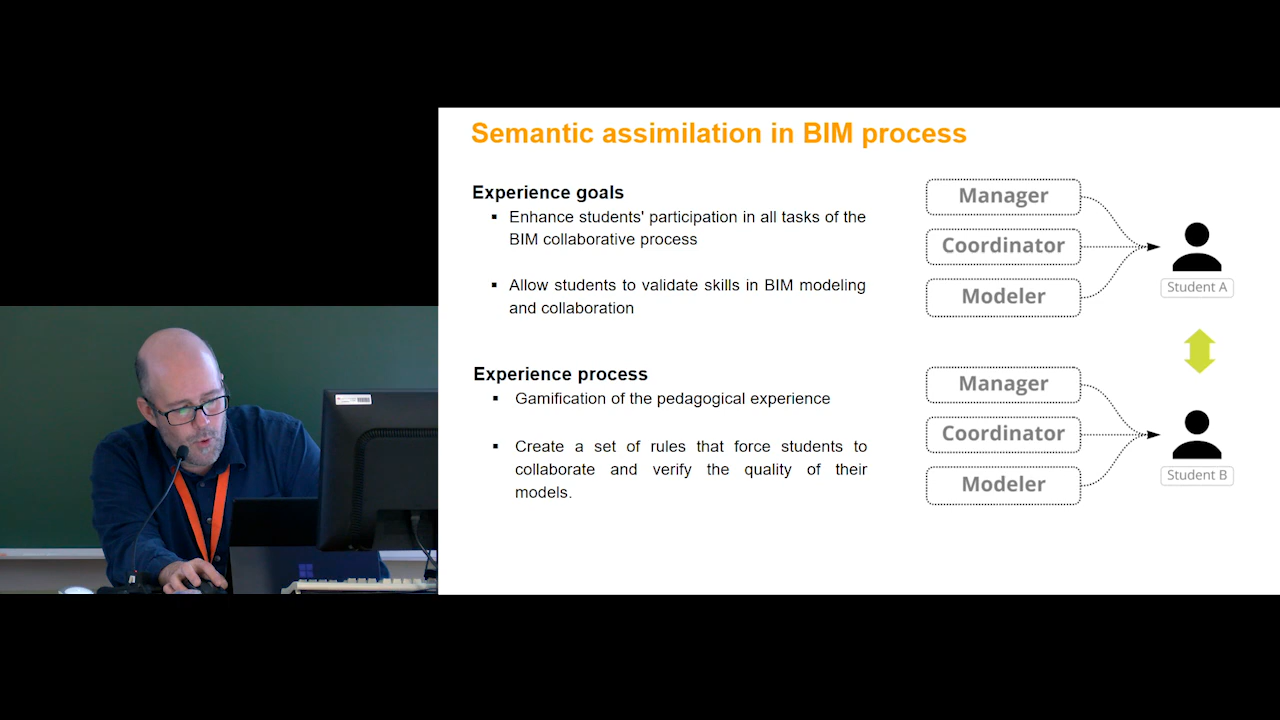 Semantic assimilation in BIM process
Experience goals
▪ Enhance students' participation in all tasks of the
BIM collaborative process
▪ Allow students to validate skills in BIM modeling
and collaboration
Experience process
▪ Gamification of the pedagogical experience
▪ Create a set of rules that force students to
collaborate and verify the quality of their
models.
Manager
Coordinator
Modeler
Student A
Manager
Coordinator
Modeler
Student B